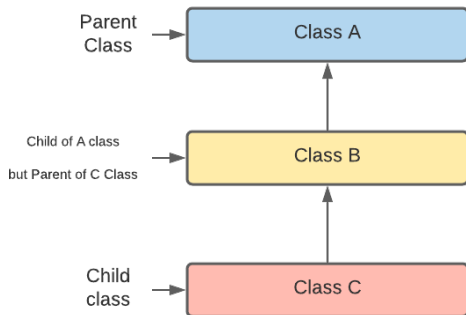 Parent
Class
Class A
Child of A class
but Parent of C Class
Class B
Child
class
Class C